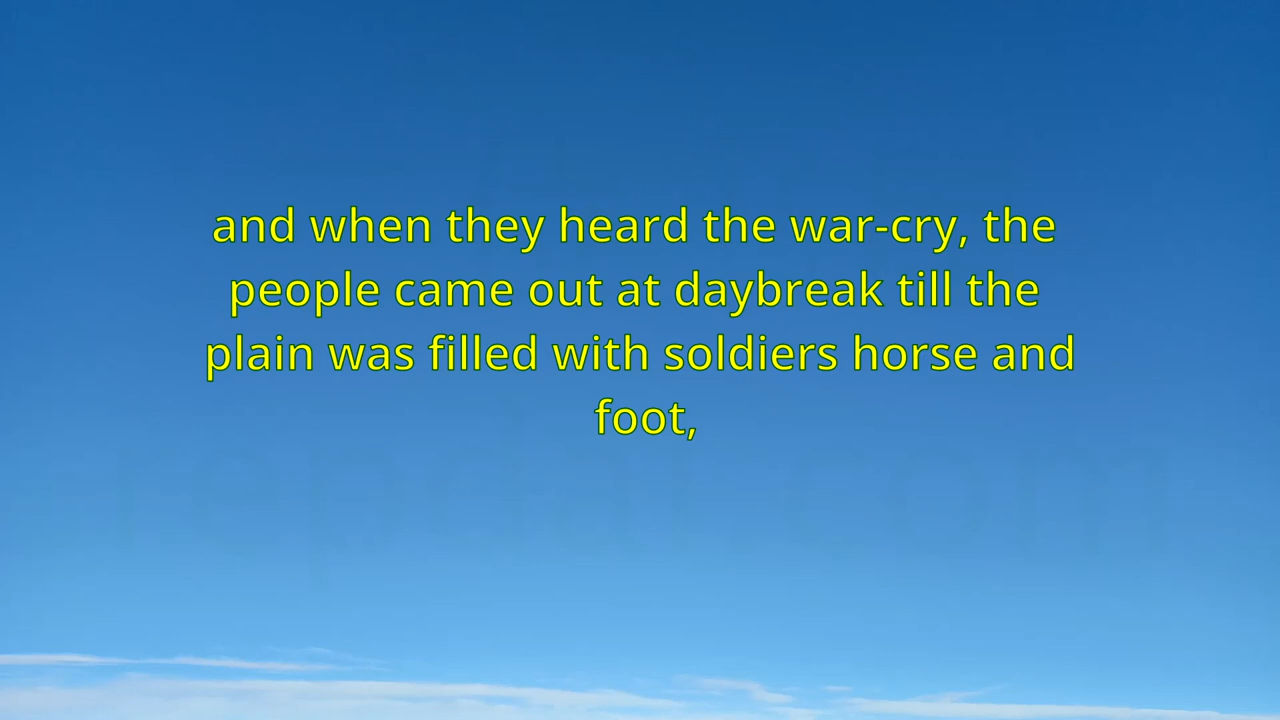 and when they heard the war-cry, the
people came out at daybreak till the
plain was filled with soldiers horse and
foot,